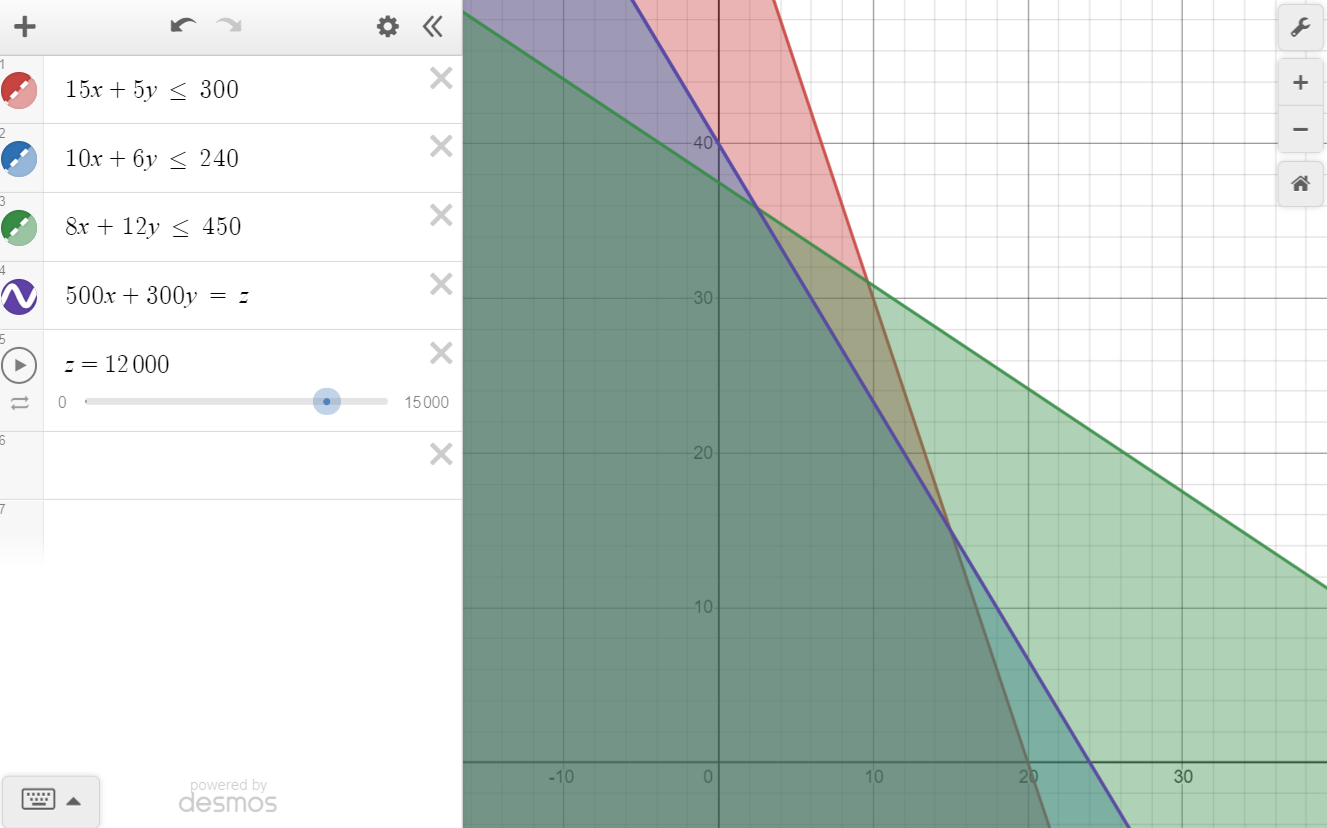 1
15x + 5y ≤ 300
2
10x + 6y ≤ 240
3
8x + 12y ≤ 450
4
500x + 300y = z
5
z = 12000
0 15000
6
7
powered by
desmos
40
30
20
10
-10 0 10 20 30